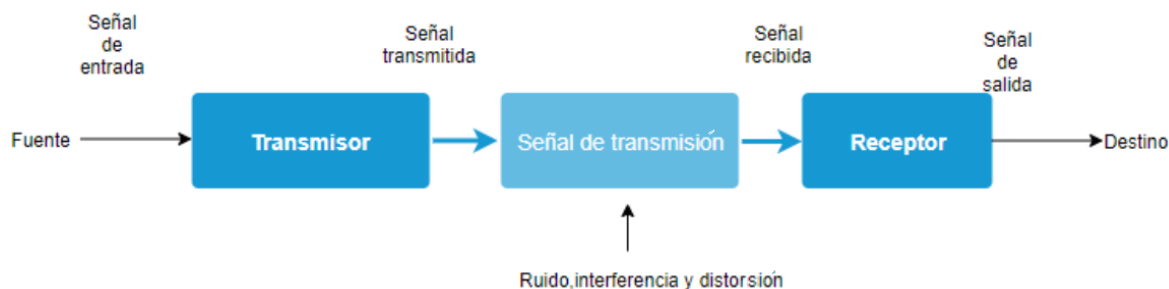 Señal
de
entrada
Señal
transmitida
Señal
recibida
Señal
de
salida
Fuente
Transmisor
Señal de transmisión
Receptor
Destino
Ruido,interferencia y distorsión